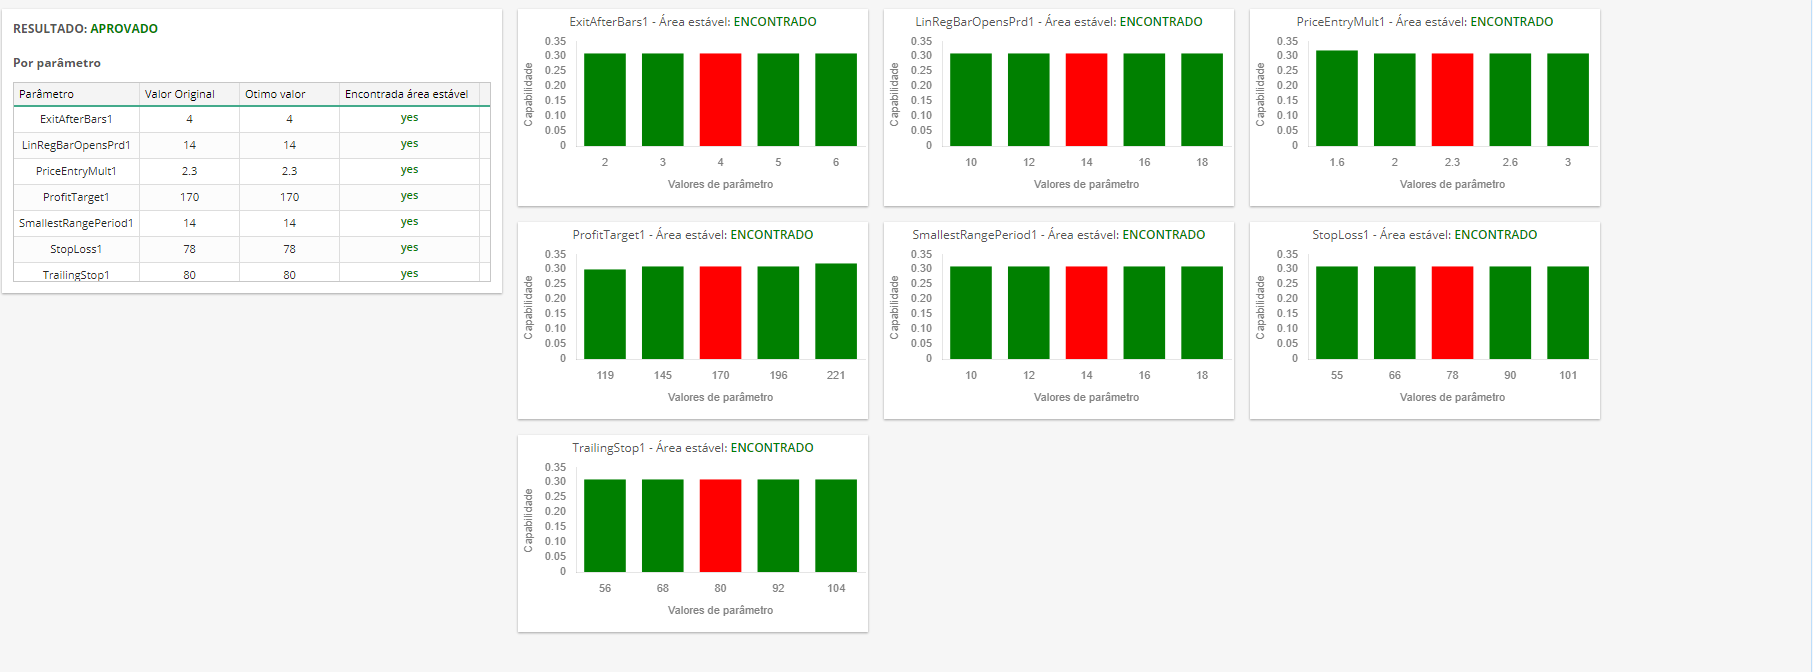 RESULTADO: APROVADO
Por parâmetro
Parâmetro Valor Original Otimo valor Encontrada área estável
ExitAfterBars1 4 4 yes
LinRegBarOpensPrd1 14 14 yes
PriceEntryMult1 2.3 2.3 yes
ProfitTarget1 170 170 yes
SmallestRangePeriod1 14 14 yes
StopLoss1 78 78 yes
TrailingStop1 80 80 yes
ExitAfterBars1 - Área estável: ENCONTRADO
Capabilidade
0.35
0.30
0.25
0.20
0.15
0.10
0.05
0
2 3 4 5 6
Valores de parâmetro
LinRegBarOpensPrd1 - Área estável: ENCONTRADO
Capabilidade
0.35
0.30
0.25
0.20
0.15
0.10
0.05
0
10 12 14 16 18
Valores de parâmetro
PriceEntryMult1 - Área estável: ENCONTRADO
Capabilidade
0.35
0.30
0.25
0.20
0.15
0.10
0.05
0
1.6 2 2.3 2.6 3
Valores de parâmetro
ProfitTarget1 - Área estável: ENCONTRADO
Capabilidade
0.35
0.30
0.25
0.20
0.15
0.10
0.05
0
119 145 170 196 221
Valores de parâmetro
SmallestRangePeriod1 - Área estável: ENCONTRADO
Capabilidade
0.35
0.30
0.25
0.20
0.15
0.10
0.05
0
10 12 14 16 18
Valores de parâmetro
StopLoss1 - Área estável: ENCONTRADO
Capabilidade
0.35
0.30
0.25
0.20
0.15
0.10
0.05
0
55 66 78 90 101
Valores de parâmetro
TrailingStop1 - Área estável: ENCONTRADO
Capabilidade
0.35
0.30
0.25
0.20
0.15
0.10
0.05
0
56 68 80 92 104
Valores de parâmetro